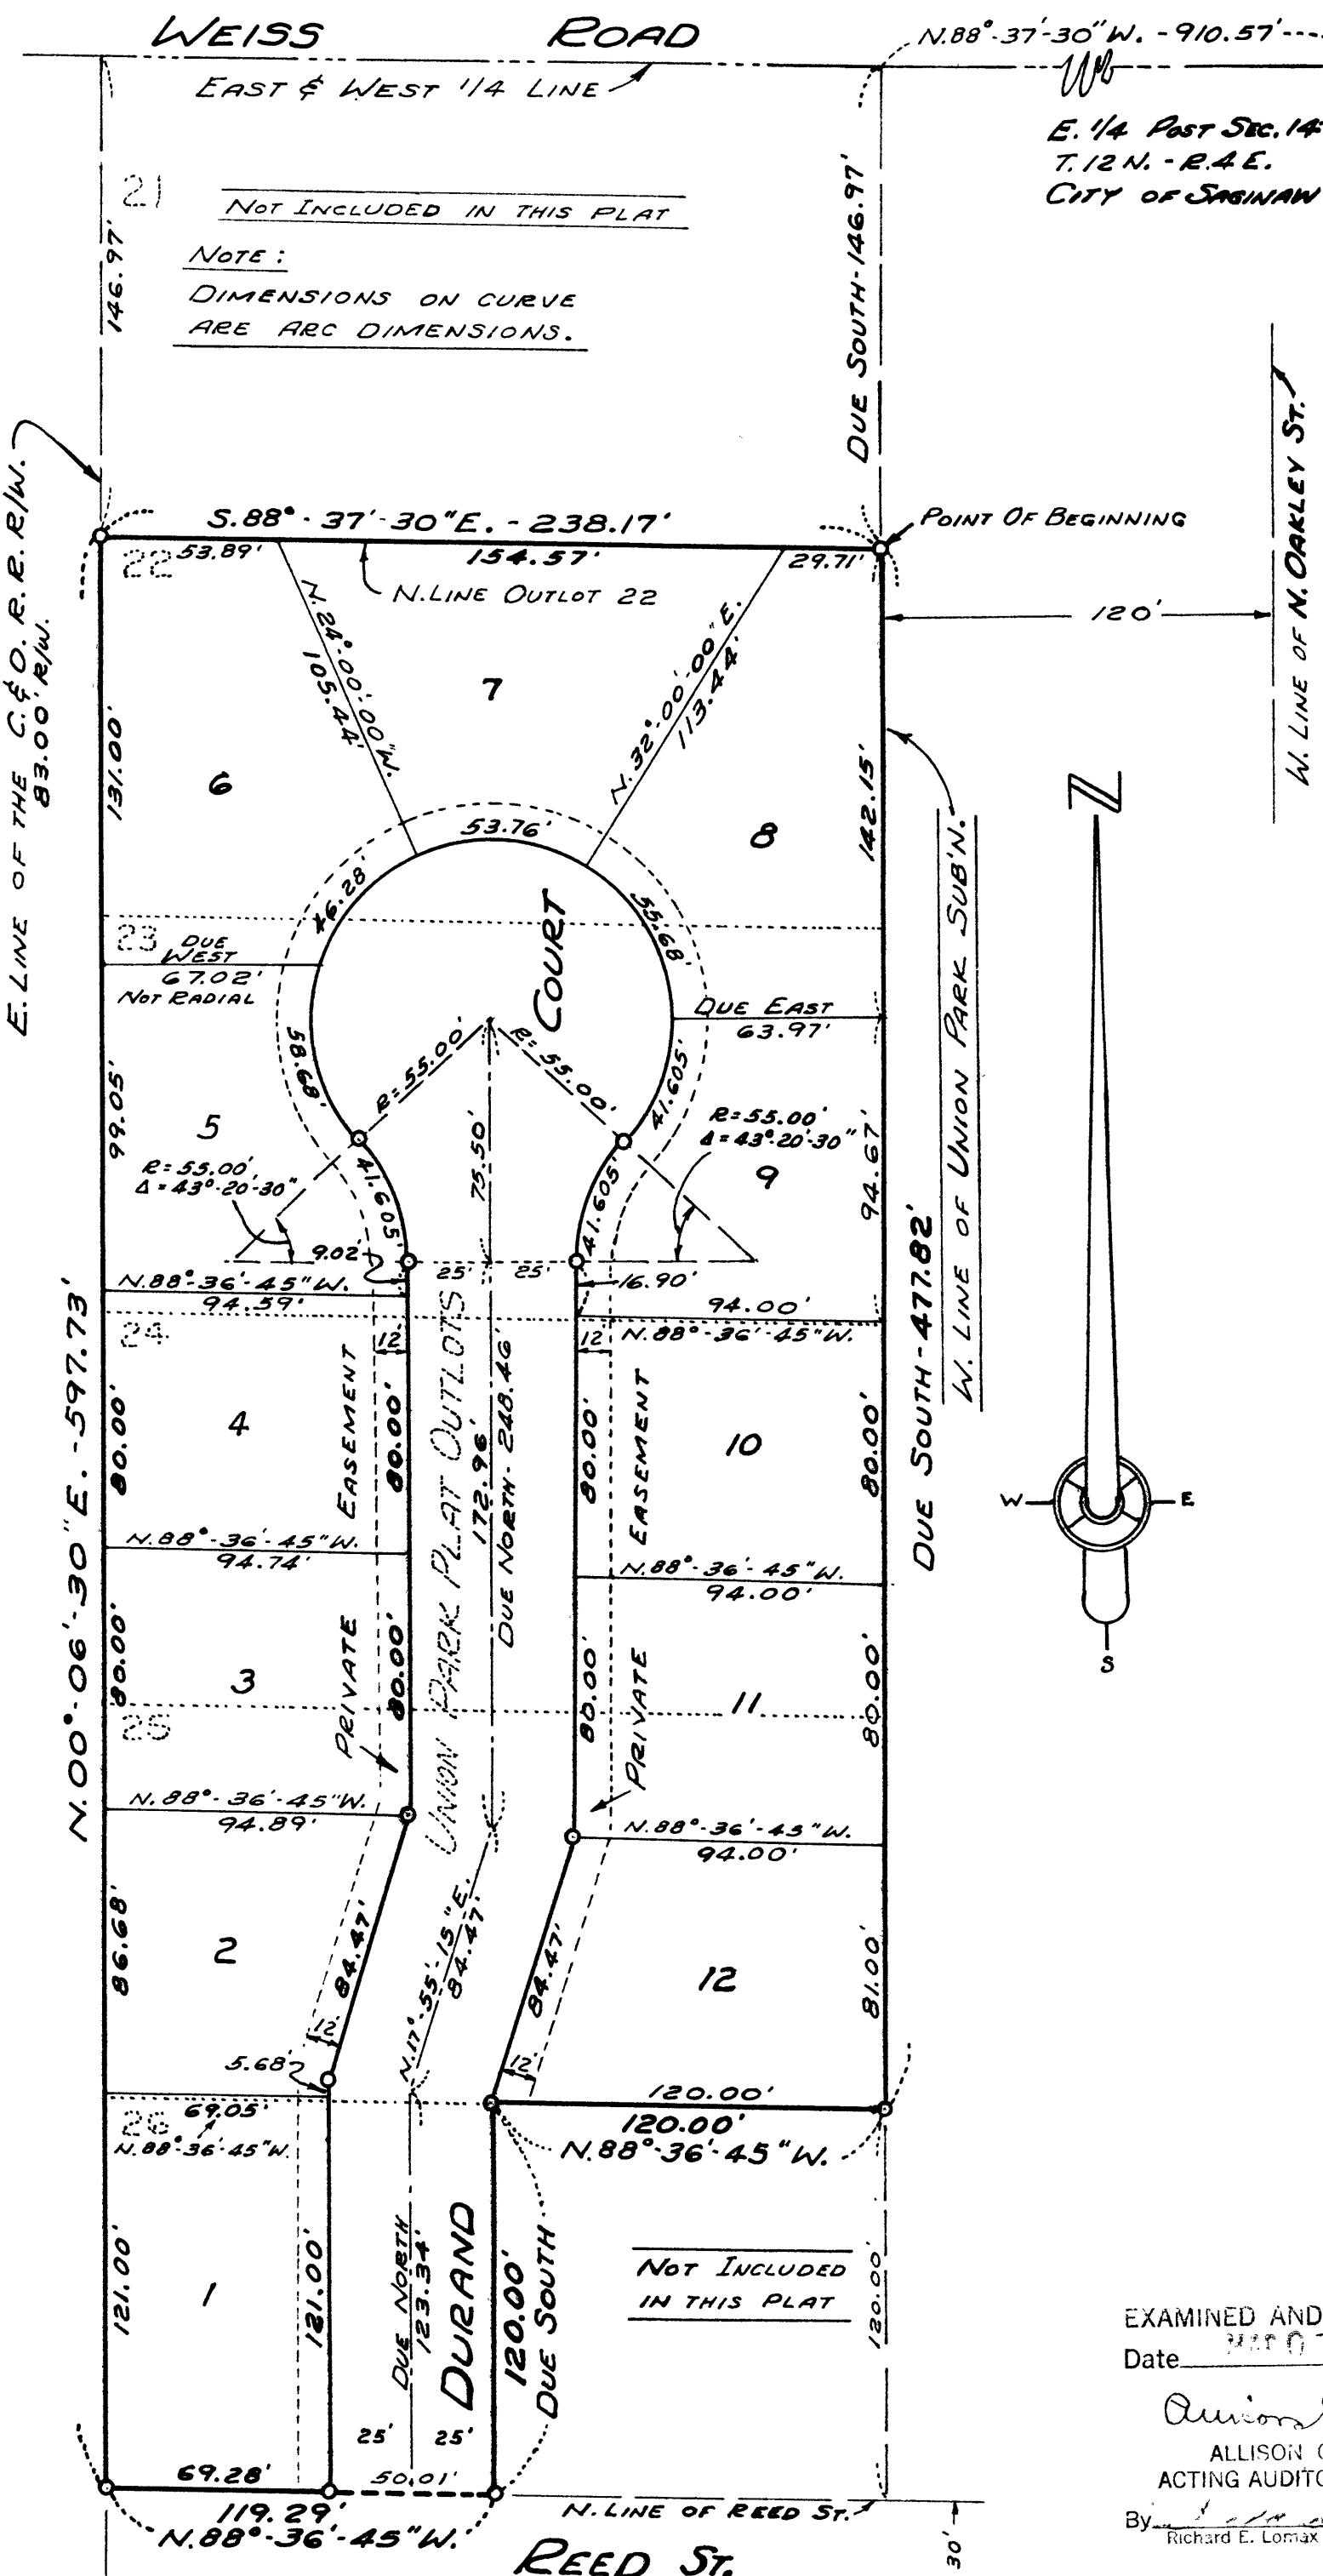 WEISS ROAD
N.88°-37'-30"W. - 910.57'
EAST & WEST 1/4 LINE
E. 1/4 POST SEC. 14
T. 12 N. - R. 4 E.
CITY OF SAGINAW
21
NOT INCLUDED IN THIS PLAT
146.97'
DUE SOUTH - 146.97'
NOTE:
DIMENSIONS ON CURVE
ARE ARC DIMENSIONS.
W. LINE OF N. OAKLEY ST.
E. LINE OF THE C. & O. R. R. R/W.
83.00' R/W.
S.88°-37'-30"E. - 238.17'
POINT OF BEGINNING
22
53.89'
154.57'
29.71'
N. LINE OUTLOT 22
120'
N.24°-00'-00"W.
105.44'
N.32°-00'-00"E.
113.44'
7
6
8
131.00'
142.15'
53.76'
46.28'
55.68'
COURT
23
DUE
WEST
67.02'
NOT RADIAL
DUE EAST
63.97'
W. LINE OF UNION PARK SUB'N.
58.68'
R=55.00'
R=55.00'
41.605'
99.05'
5
R=55.00'
Δ=43°-20'-30"
75.50'
R=55.00'
Δ=43°-20'-30"
9
94.67'
41.605'
41.605'
9.02'
25'
25'
16.90'
N.88°-36'-45"W.
94.59'
94.00'
N.88°-36'-45"W.
24
12'
12'
N.00°-06'-30"E. - 597.73'
DUE SOUTH - 477.82'
80.00'
4
EASEMENT
80.00'
UNION PARK PLAT OUTLOTS
172.96'
DUE NORTH - 248.46'
80.00'
EASEMENT
10
80.00'
W
E
S
N.88°-36'-45"W.
94.74'
N.88°-36'-45"W.
94.00'
80.00'
3
PRIVATE
80.00'
80.00'
PRIVATE
11
80.00'
25
N.88°-36'-45"W.
94.89'
N.88°-36'-45"W.
94.00'
86.68'
2
84.47'
N.17°-55'-15"E.
84.47'
84.47'
12
81.00'
12'
12'
5.68'
120.00'
120.00'
N.88°-36'-45"W.
26
69.05'
N.88°-36'-45"W.
121.00'
1
121.00'
DUE NORTH
123.34'
DURAND
120.00'
DUE SOUTH
NOT INCLUDED
IN THIS PLAT
120.00'
25'
25'
69.28'
50.01'
119.29'
N.88°-36'-45"W.
N. LINE OF REED ST.
30'
REED ST.
EXAMINED AND
Date
ALLISON
ACTING AUDITO
By
Richard E. Lomax